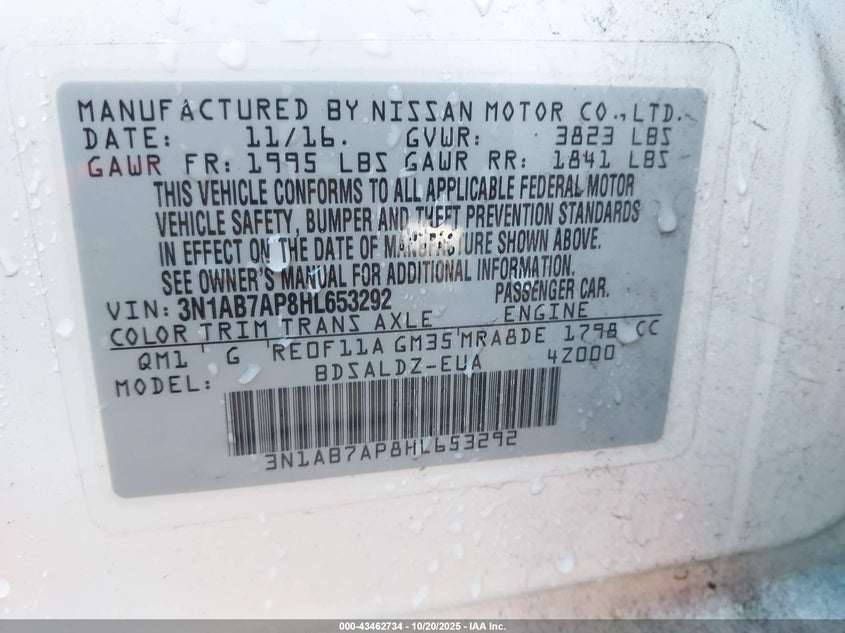 MANUFACTURED BY NISSAN MOTOR CO., LTD.
DATE: 11/16. GVWR: 3823 LBS
GAWR FR: 1995 LBS GAWR RR: 1841 LBS
THIS VEHICLE CONFORMS TO ALL APPLICABLE FEDERAL MOTOR
VEHICLE SAFETY, BUMPER AND THEFT PREVENTION STANDARDS
IN EFFECT ON THE DATE OF MANUFACTURE SHOWN ABOVE.
SEE OWNER'S MANUAL FOR ADDITIONAL INFORMATION.
VIN: 3N1AB7AP8HL653292 PASSENGER CAR.
COLOR TRIM TRANS AXLE ENGINE
QM1 G RE0F11A GM35 MRA8DE 1798 CC
MODEL: BDSALDZ-EUA 4Z000
3N1AB7AP8HL653292
000-43462734 - 10/20/2025 - IAA Inc.